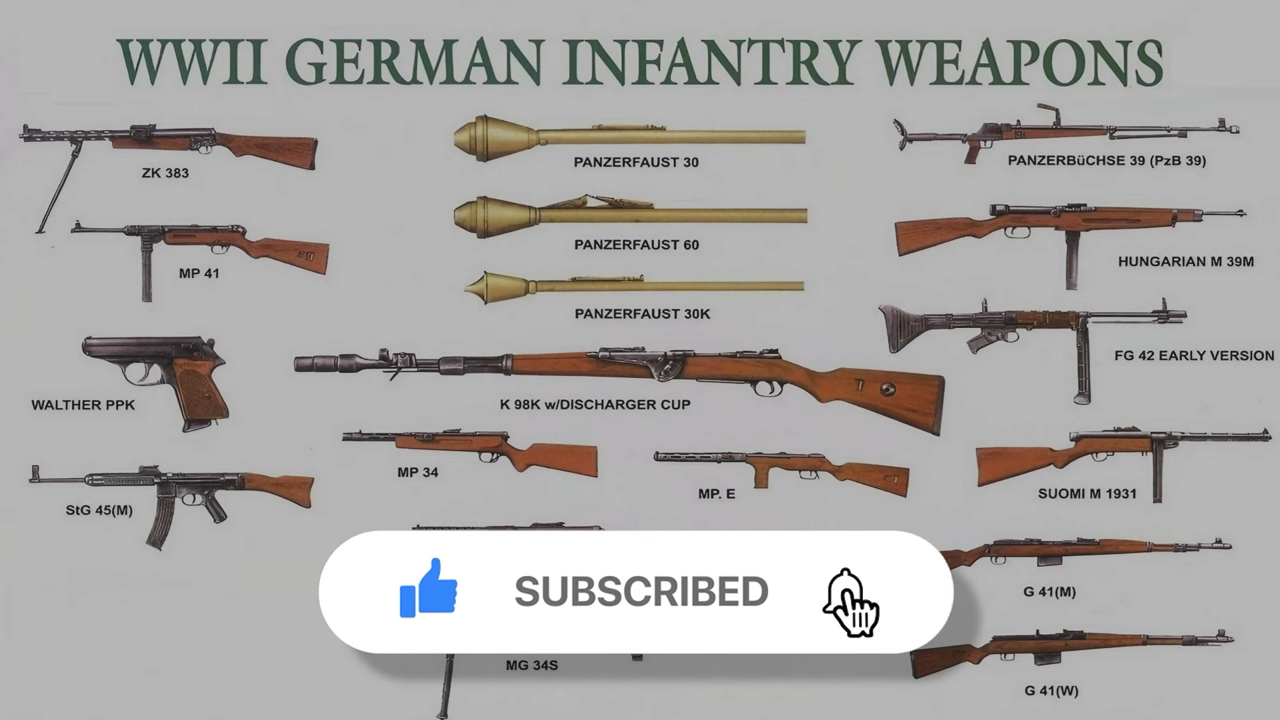 WWII GERMAN INFANTRY WEAPONS
ZK 383
PANZERFAUST 30
PANZERBüCHSE 39 (PzB 39)
MP 41
PANZERFAUST 60
HUNGARIAN M 39M
PANZERFAUST 30K
FG 42 EARLY VERSION
WALTHER PPK
K 98K w/DISCHARGER CUP
MP 34
MP. E
SUOMI M 1931
StG 45(M)
SUBSCRIBED
G 41(M)
MG 34S
G 41(W)